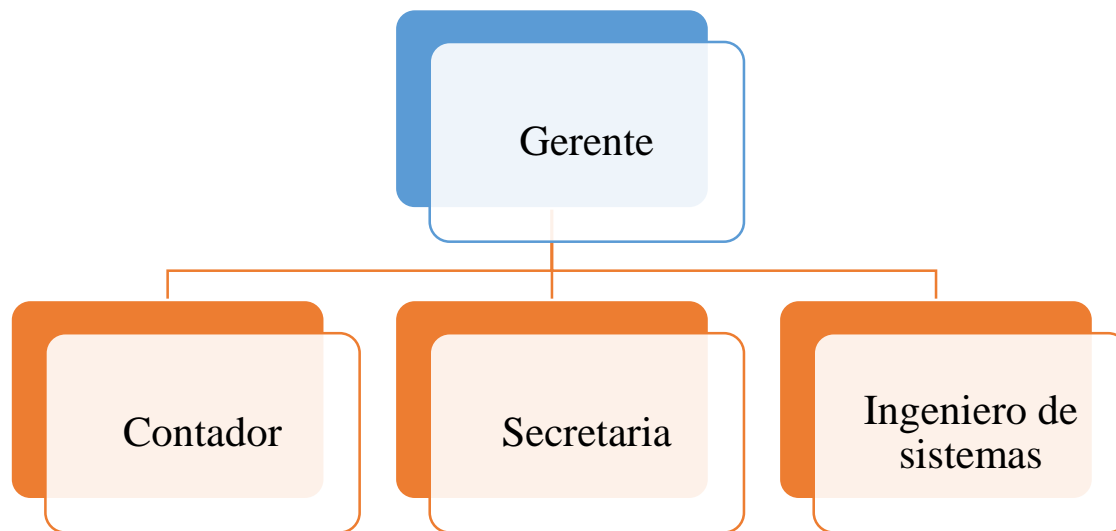 Gerente
Contador
Secretaria
Ingeniero de
sistemas